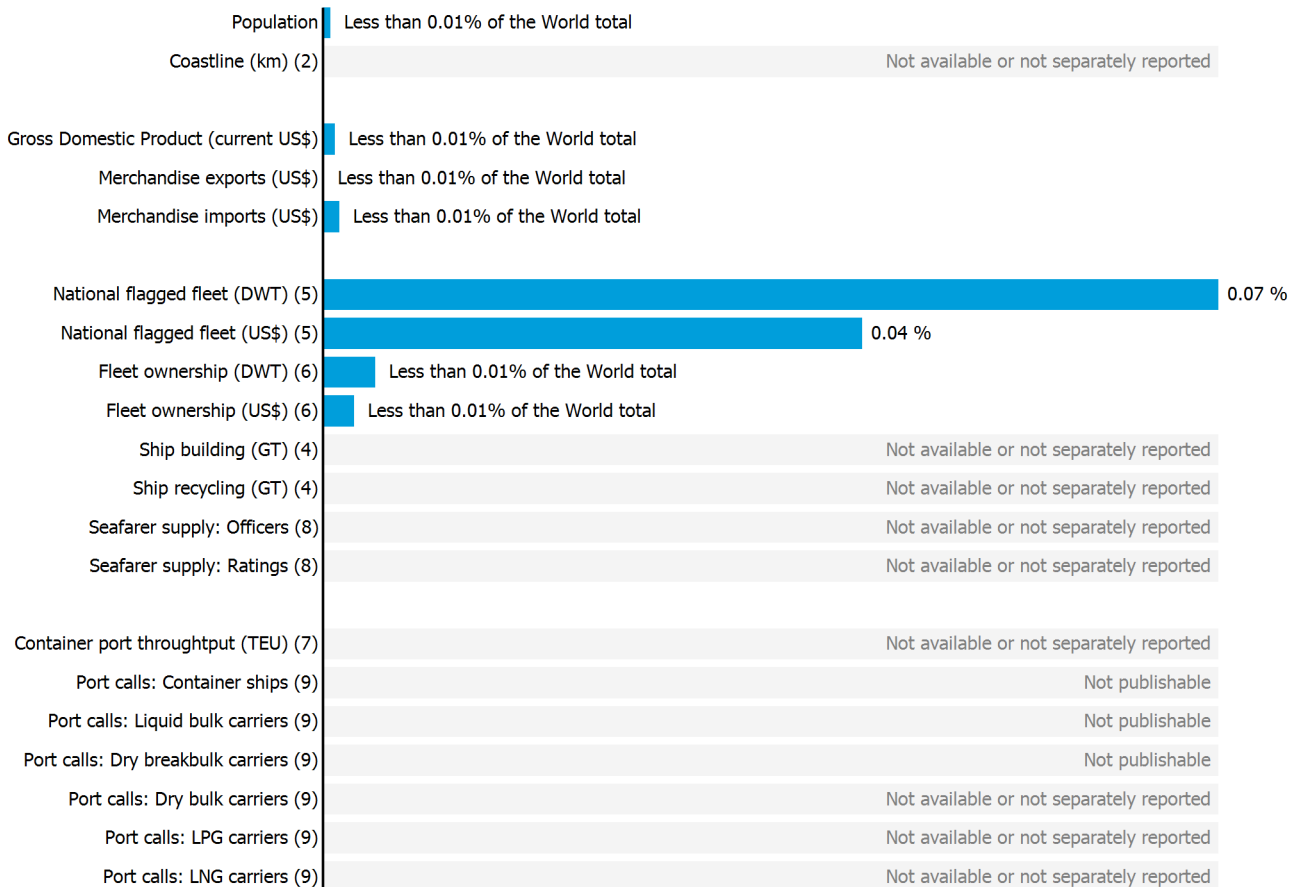 Population Less than 0.01% of the World total
Coastline (km) (2) Not available or not separately reported
Gross Domestic Product (current US$) Less than 0.01% of the World total
Merchandise exports (US$) Less than 0.01% of the World total
Merchandise imports (US$) Less than 0.01% of the World total
National flagged fleet (DWT) (5) 0.07 %
National flagged fleet (US$) (5) 0.04 %
Fleet ownership (DWT) (6) Less than 0.01% of the World total
Fleet ownership (US$) (6) Less than 0.01% of the World total
Ship building (GT) (4) Not available or not separately reported
Ship recycling (GT) (4) Not available or not separately reported
Seafarer supply: Officers (8) Not available or not separately reported
Seafarer supply: Ratings (8) Not available or not separately reported
Container port throughtput (TEU) (7) Not available or not separately reported
Port calls: Container ships (9) Not publishable
Port calls: Liquid bulk carriers (9) Not publishable
Port calls: Dry breakbulk carriers (9) Not publishable
Port calls: Dry bulk carriers (9) Not available or not separately reported
Port calls: LPG carriers (9) Not available or not separately reported
Port calls: LNG carriers (9) Not available or not separately reported